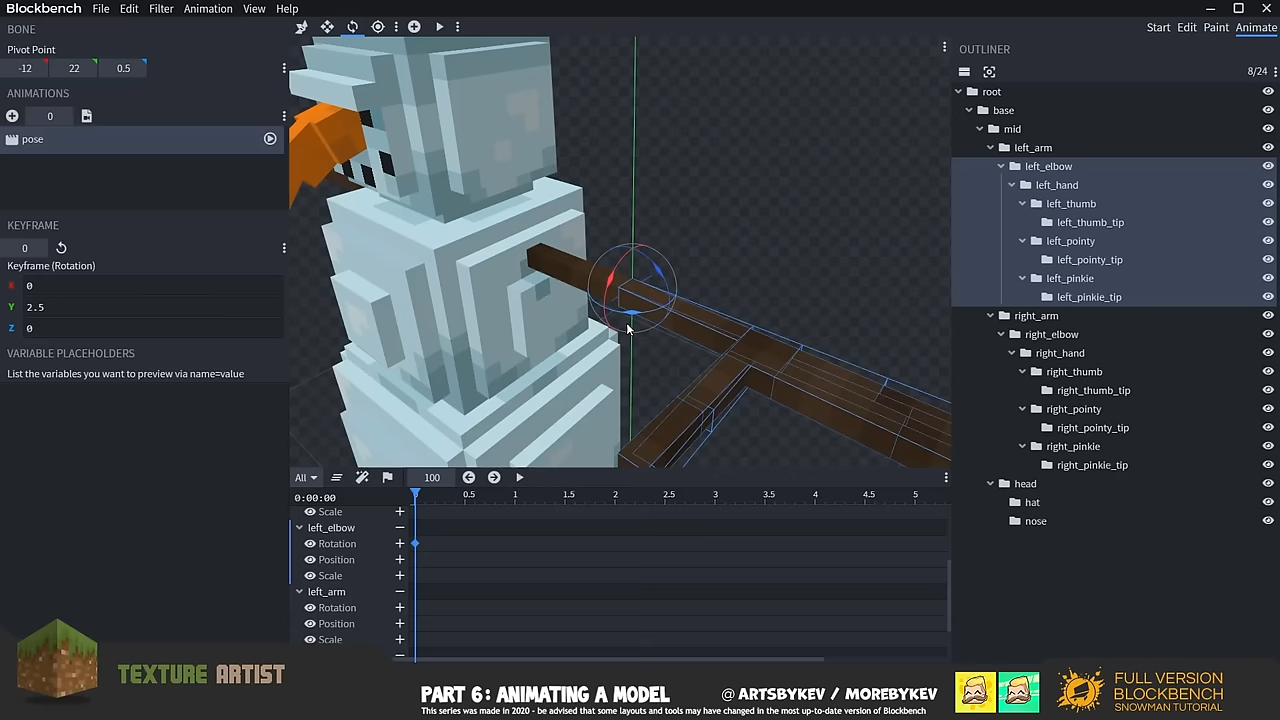 Blockbench File Edit Filter Animation View Help
BONE
Start Edit Paint Animate
Pivot Point
-12 22 0.5
OUTLINER
8/24
ANIMATIONS
0
pose
root
base
mid
left_arm
left_elbow
left_hand
left_thumb
left_thumb_tip
left_pointy
left_pointy_tip
left_pinkie
left_pinkie_tip
right_arm
right_elbow
right_hand
right_thumb
right_thumb_tip
right_pointy
right_pointy_tip
right_pinkie
right_pinkie_tip
head
hat
nose
KEYFRAME
0
Keyframe (Rotation)
X 0
Y 2.5
Z 0
VARIABLE PLACEHOLDERS
List the variables you want to preview via name=value
All 100
0:00:00 0 0.5 1 1.5 2 2.5 3 3.5 4 4.5 5
Scale
left_elbow
Rotation
Position
Scale
left_arm
Rotation
Position
Scale
TEXTURE ARTIST
PART 6: ANIMATING A MODEL
@ARTSBYKEV / MOREBYKEV
This series was made in 2020 - be advised that some layouts and tools may have changed in the most up-to-date version of Blockbench
FULL VERSION
BLOCKBENCH
SNOWMAN TUTORIAL